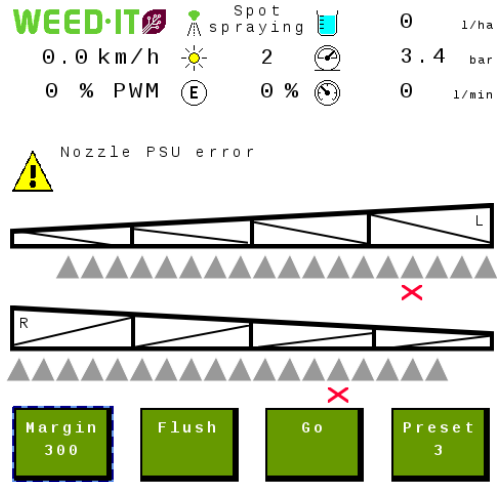 WEED·IT
Spot
spraying
0 l/ha
0.0 km/h
2
3.4 bar
0 % PWM
E
0 %
0 l/min
Nozzle PSU error
L
R
Margin
300
Flush
Go
Preset
3